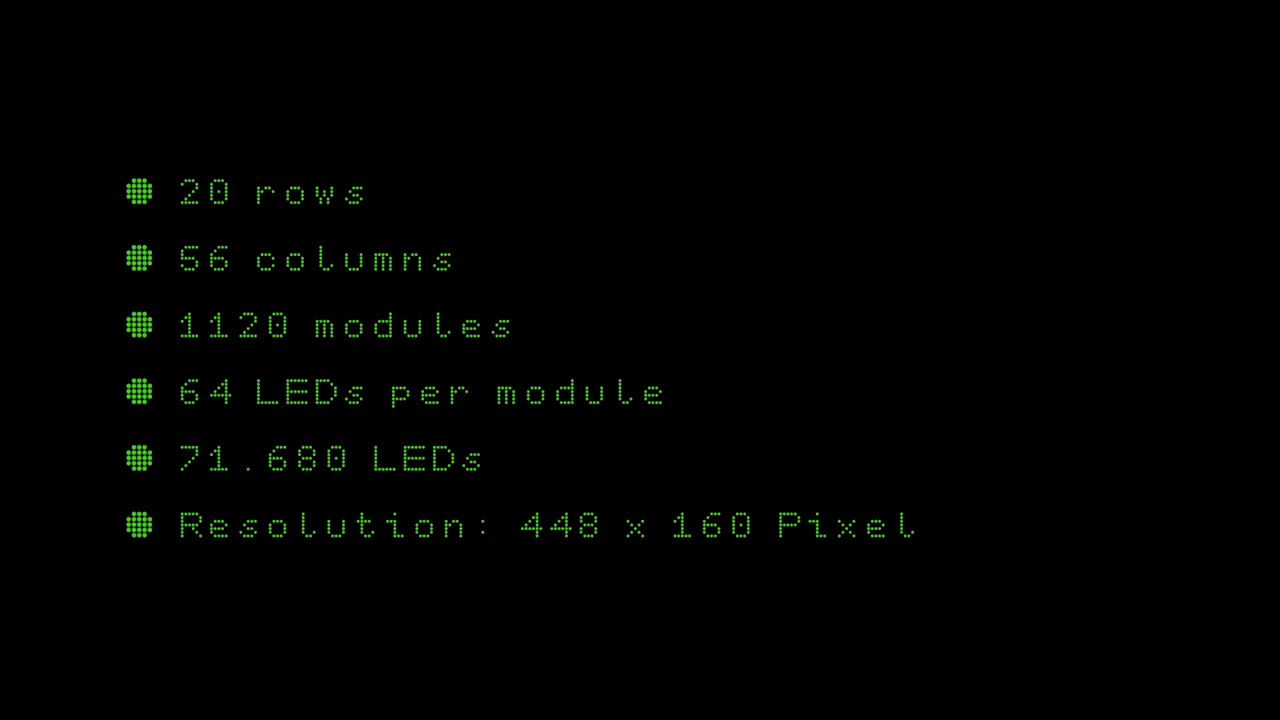 20 rows
56 columns
1120 modules
64 LEDs per module
71.680 LEDs
Resolution: 448 x 160 Pixel